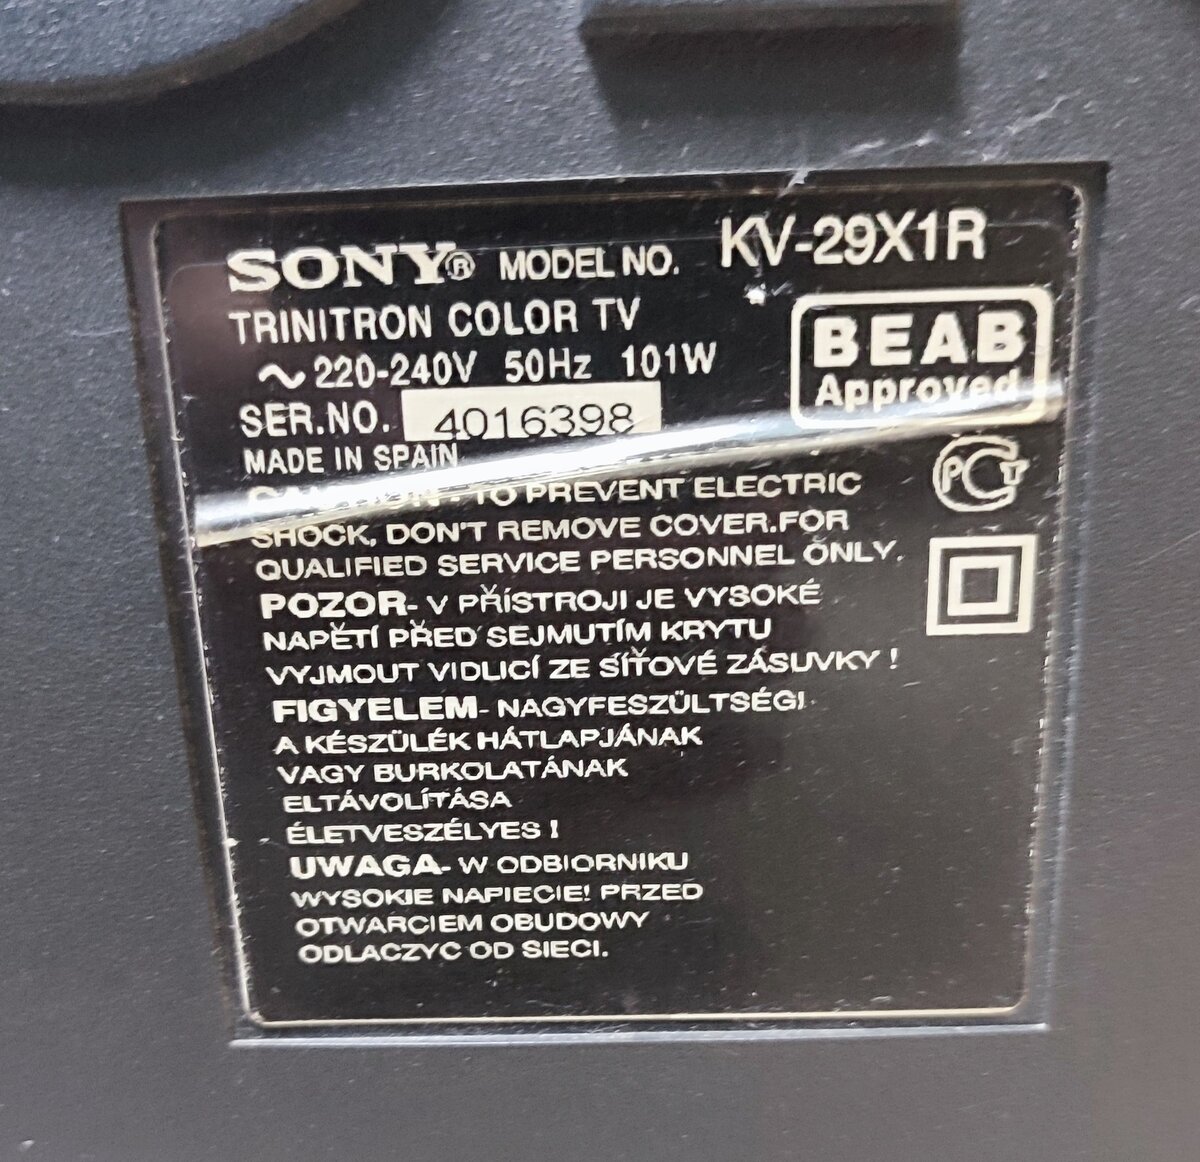 SONY® MODEL NO. KV-29X1R
TRINITRON COLOR TV
~ 220-240V 50Hz 101W
BEAB
Approved
SER.NO. 4016398
MADE IN SPAIN
CAUTION - TO PREVENT ELECTRIC
SHOCK, DON'T REMOVE COVER.FOR
QUALIFIED SERVICE PERSONNEL ONLY.
POZOR- V PŘÍSTROJI JE VYSOKÉ
NAPĚTÍ PŘED SEJMUTÍM KRYTU
VYJMOUT VIDLICÍ ZE SÍŤOVÉ ZÁSUVKY !
FIGYELEM- NAGYFESZÜLTSÉG!
A KÉSZÜLÉK HÁTLAPJÁNAK
VAGY BURKOLATÁNAK
ELTÁVOLÍTÁSA
ÉLETVESZÉLYES !
UWAGA- W ODBIORNIKU
WYSOKIE NAPIECIE! PRZED
OTWARCIEM OBUDOWY
ODLACZYC OD SIECI.